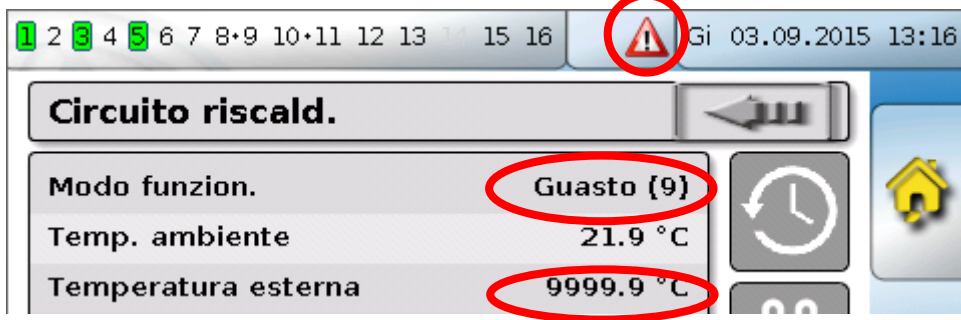 1 2 3 4 5 6 7 8•9 10•11 12 13 14 15 16 Gi 03.09.2015 13:16
Circuito riscald.
Modo funzion. Guasto (9)
Temp. ambiente 21.9 °C
Temperatura esterna 9999.9 °C